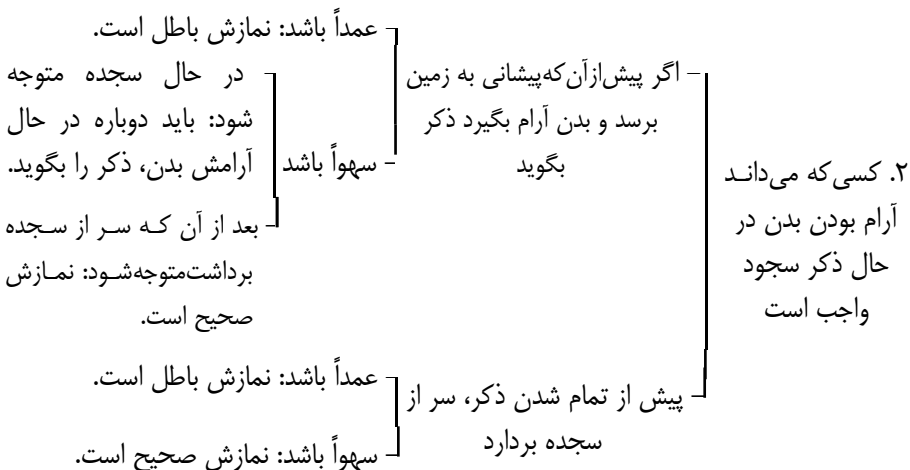 ۲. کسی‌که می‌داند
آرام بودن بدن در
حال ذکر سجود
واجب است
- اگر پیش‌ازآن‌که‌پیشانی به زمین
برسد و بدن آرام بگیرد ذکر
بگوید
- عمداً باشد: نمازش باطل است.
- سهواً باشد
- در حال سجده متوجه
شود: باید دوباره در حال
آرامش بدن، ذکر را بگوید.
- بعد از آن که سر از سجده
برداشت‌متوجه‌شود: نمازش
صحیح است.
- پیش از تمام شدن ذکر، سر از
سجده بردارد
- عمداً باشد: نمازش باطل است.
- سهواً باشد: نمازش صحیح است.